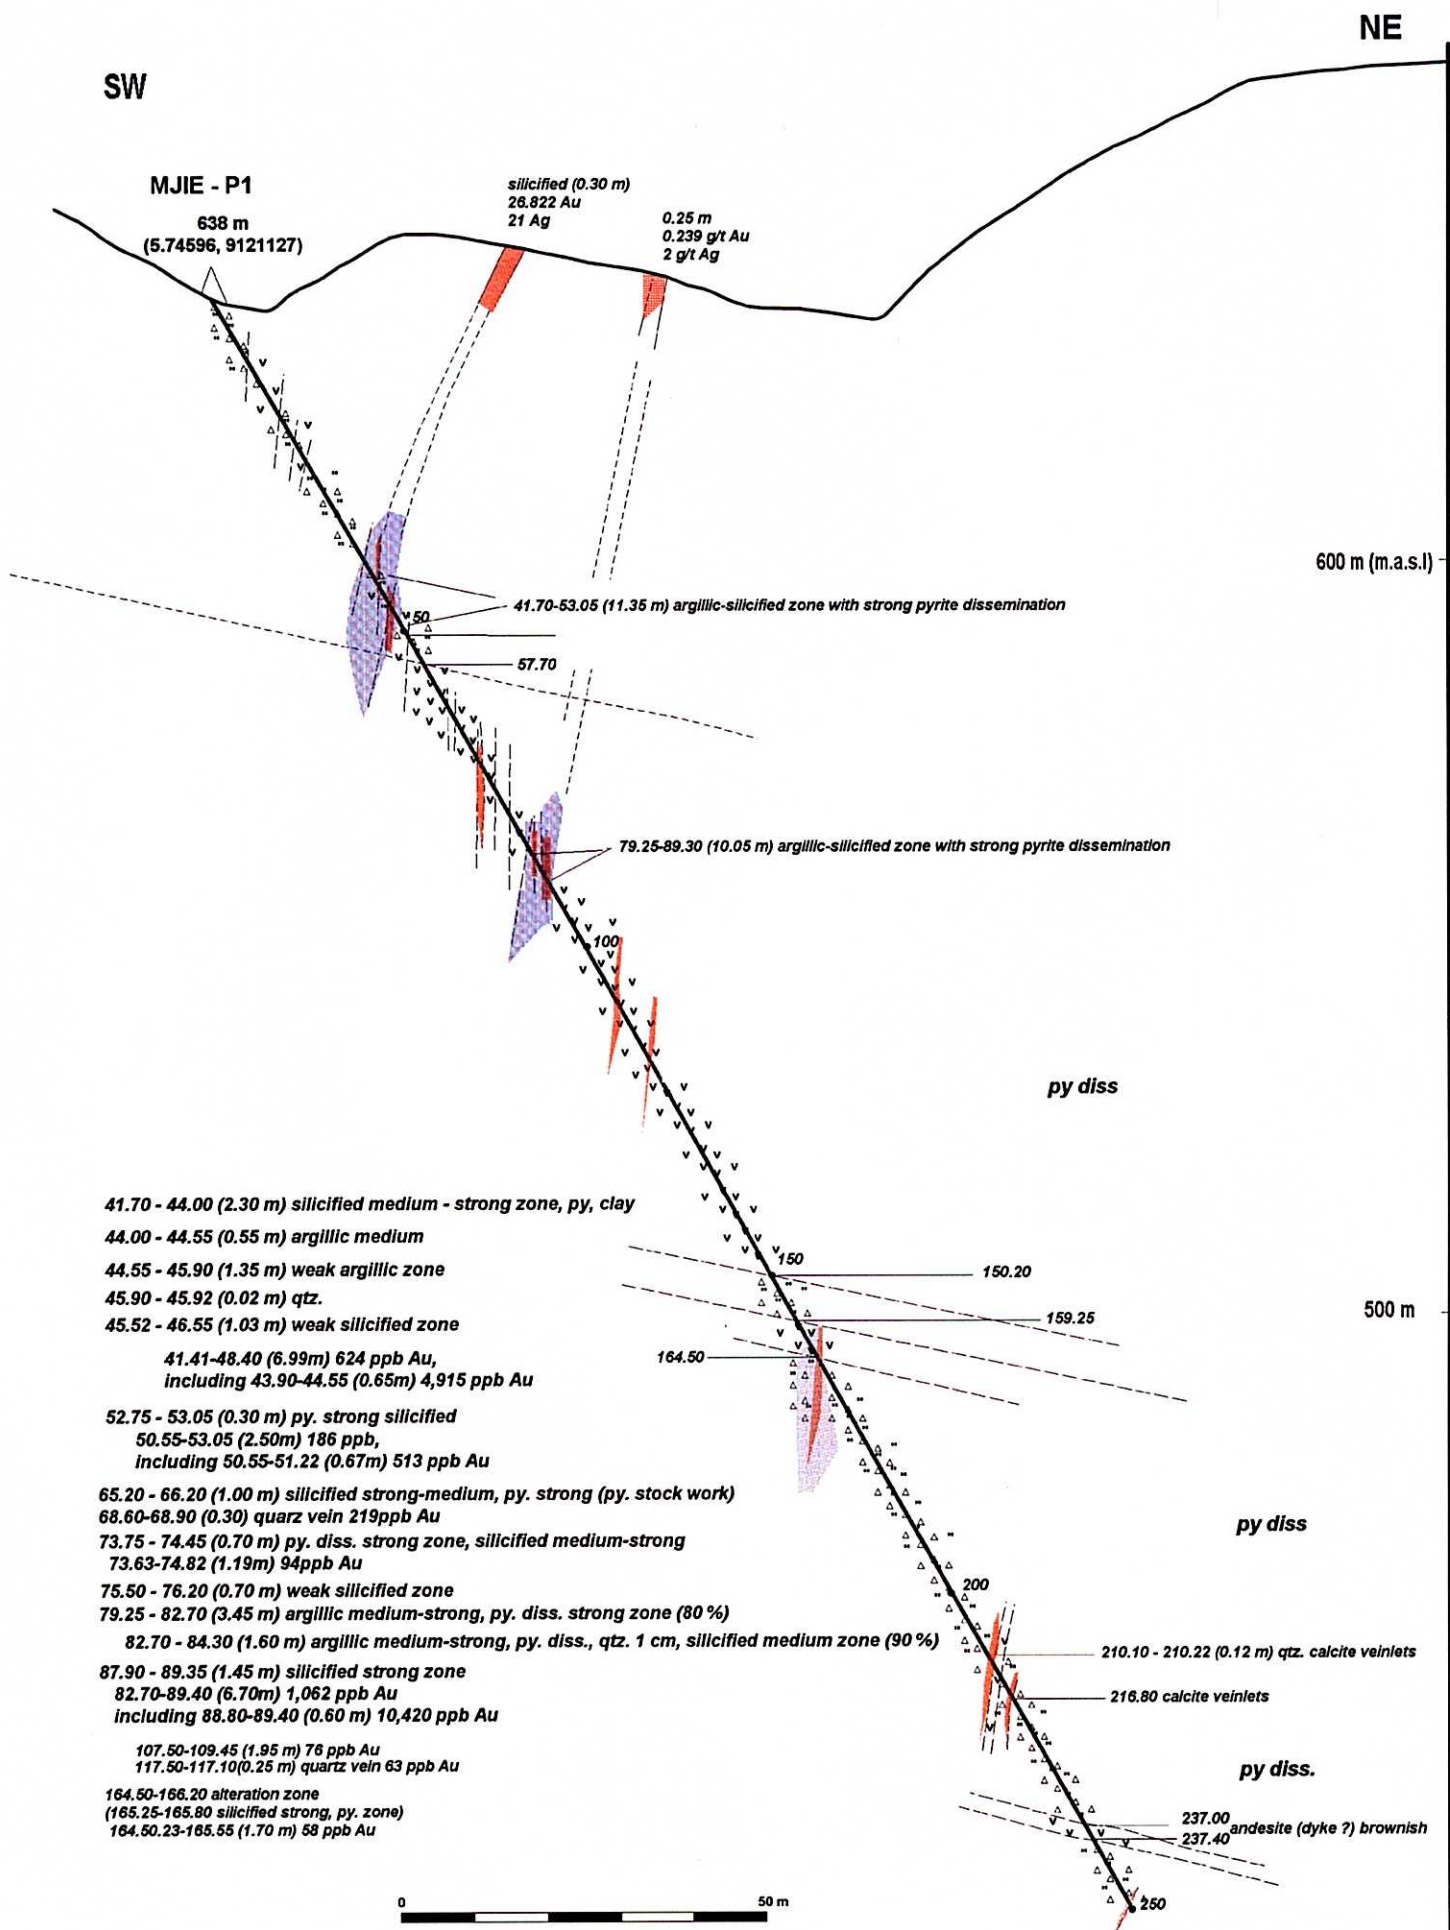 NE
SW
MJIE - P1
638 m
(5.74596, 9121127)
silicified (0.30 m)
26.822 Au
21 Ag
0.25 m
0.239 g/t Au
2 g/t Ag
600 m (m.a.s.l)
41.70-53.05 (11.35 m) argillic-silicified zone with strong pyrite dissemination
50
57.70
79.25-89.30 (10.05 m) argillic-silicified zone with strong pyrite dissemination
100
py diss
150
150.20
159.25
500 m
164.50
41.70 - 44.00 (2.30 m) silicified medium - strong zone, py, clay
44.00 - 44.55 (0.55 m) argillic medium
44.55 - 45.90 (1.35 m) weak argillic zone
45.90 - 45.92 (0.02 m) qtz.
45.52 - 46.55 (1.03 m) weak silicified zone
41.41-48.40 (6.99m) 624 ppb Au,
including 43.90-44.55 (0.65m) 4,915 ppb Au
52.75 - 53.05 (0.30 m) py. strong silicified
50.55-53.05 (2.50m) 186 ppb,
including 50.55-51.22 (0.67m) 513 ppb Au
65.20 - 66.20 (1.00 m) silicified strong-medium, py. strong (py. stock work)
68.60-68.90 (0.30) quarz vein 219ppb Au
73.75 - 74.45 (0.70 m) py. diss. strong zone, silicified medium-strong
73.63-74.82 (1.19m) 94ppb Au
75.50 - 76.20 (0.70 m) weak silicified zone
79.25 - 82.70 (3.45 m) argillic medium-strong, py. diss. strong zone (80 %)
82.70 - 84.30 (1.60 m) argillic medium-strong, py. diss., qtz. 1 cm, silicified medium zone (90 %)
87.90 - 89.35 (1.45 m) silicified strong zone
82.70-89.40 (6.70m) 1,062 ppb Au
including 88.80-89.40 (0.60 m) 10,420 ppb Au
107.50-109.45 (1.95 m) 76 ppb Au
117.50-117.10(0.25 m) quartz vein 63 ppb Au
164.50-166.20 alteration zone
(165.25-165.80 silicified strong, py. zone)
164.50.23-165.55 (1.70 m) 58 ppb Au
py diss
200
210.10 - 210.22 (0.12 m) qtz. calcite veinlets
216.80 calcite veinlets
py diss.
237.00
andesite (dyke ?) brownish
237.40
250
0
50 m